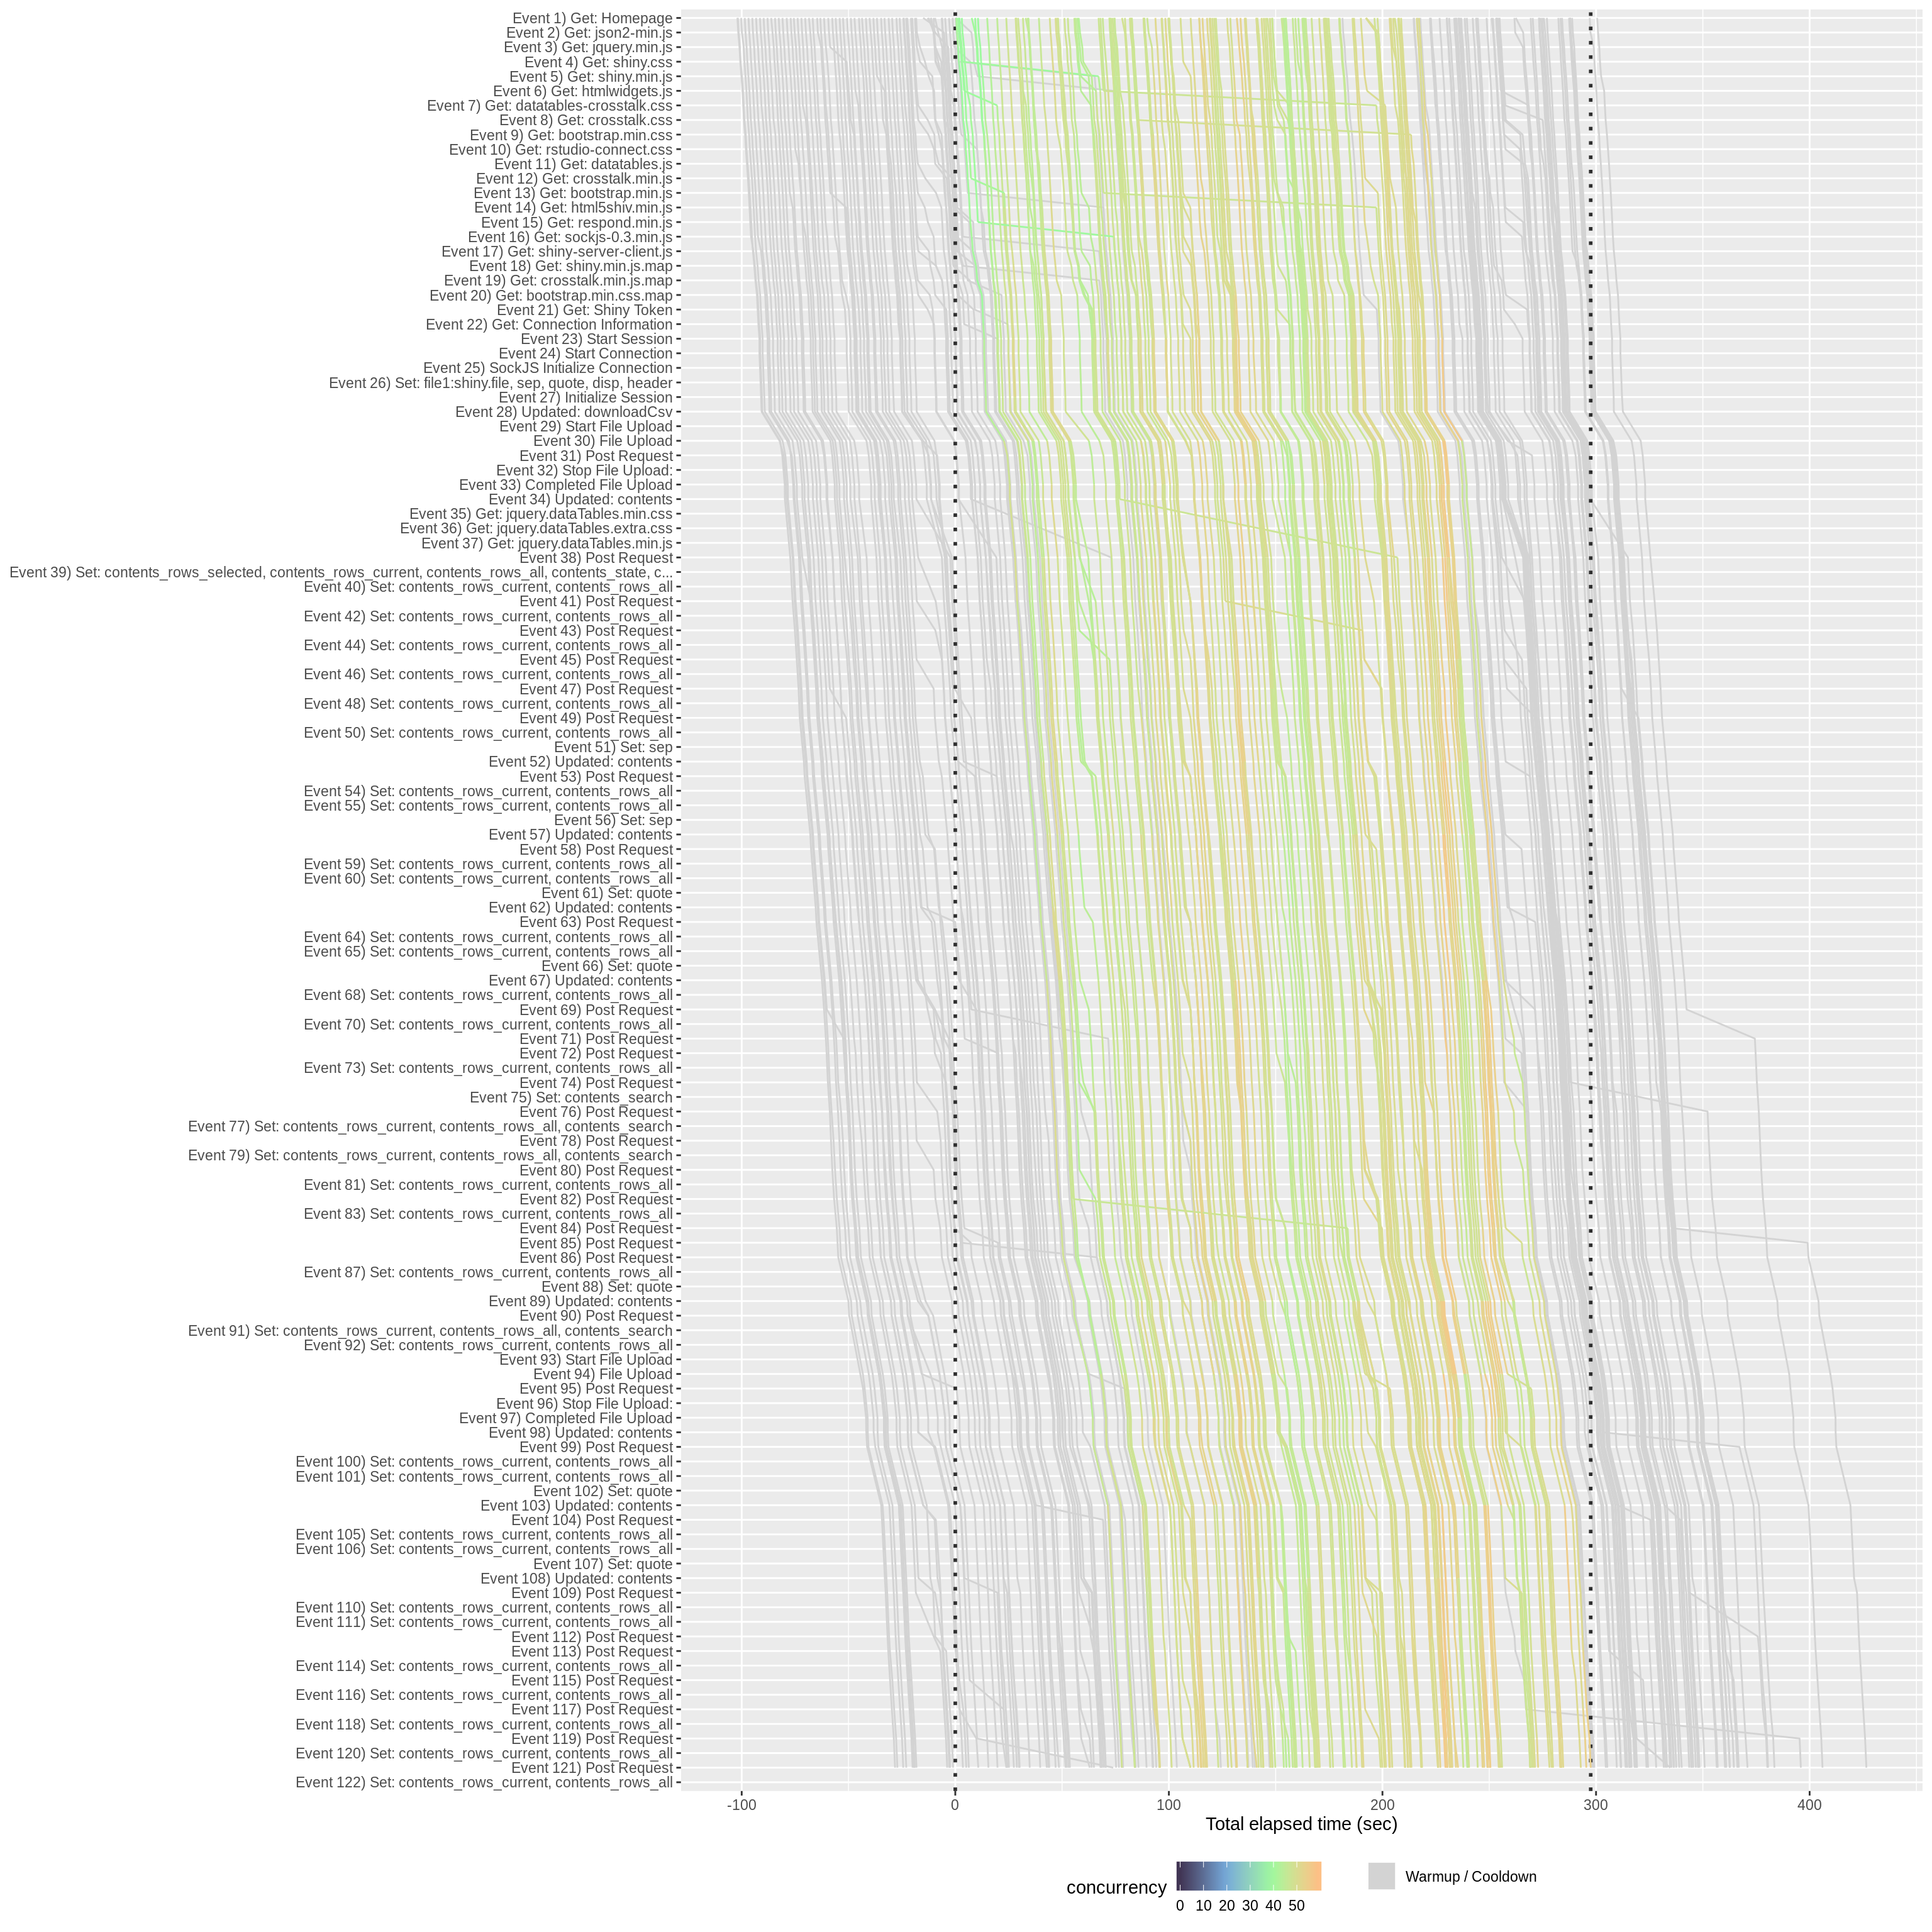 Event 1) Get: Homepage
Event 2) Get: json2-min.js
Event 3) Get: jquery.min.js
Event 4) Get: shiny.css
Event 5) Get: shiny.min.js
Event 6) Get: htmlwidgets.js
Event 7) Get: datatables-crosstalk.css
Event 8) Get: crosstalk.css
Event 9) Get: bootstrap.min.css
Event 10) Get: rstudio-connect.css
Event 11) Get: datatables.js
Event 12) Get: crosstalk.min.js
Event 13) Get: bootstrap.min.js
Event 14) Get: html5shiv.min.js
Event 15) Get: respond.min.js
Event 16) Get: sockjs-0.3.min.js
Event 17) Get: shiny-server-client.js
Event 18) Get: shiny.min.js.map
Event 19) Get: crosstalk.min.js.map
Event 20) Get: bootstrap.min.css.map
Event 21) Get: Shiny Token
Event 22) Get: Connection Information
Event 23) Start Session
Event 24) Start Connection
Event 25) SockJS Initialize Connection
Event 26) Set: file1:shiny.file, sep, quote, disp, header
Event 27) Initialize Session
Event 28) Updated: downloadCsv
Event 29) Start File Upload
Event 30) File Upload
Event 31) Post Request
Event 32) Stop File Upload:
Event 33) Completed File Upload
Event 34) Updated: contents
Event 35) Get: jquery.dataTables.min.css
Event 36) Get: jquery.dataTables.extra.css
Event 37) Get: jquery.dataTables.min.js
Event 38) Post Request
Event 39) Set: contents_rows_selected, contents_rows_current, contents_rows_all, contents_state, c...
Event 40) Set: contents_rows_current, contents_rows_all
Event 41) Post Request
Event 42) Set: contents_rows_current, contents_rows_all
Event 43) Post Request
Event 44) Set: contents_rows_current, contents_rows_all
Event 45) Post Request
Event 46) Set: contents_rows_current, contents_rows_all
Event 47) Post Request
Event 48) Set: contents_rows_current, contents_rows_all
Event 49) Post Request
Event 50) Set: contents_rows_current, contents_rows_all
Event 51) Set: sep
Event 52) Updated: contents
Event 53) Post Request
Event 54) Set: contents_rows_current, contents_rows_all
Event 55) Set: contents_rows_current, contents_rows_all
Event 56) Set: sep
Event 57) Updated: contents
Event 58) Post Request
Event 59) Set: contents_rows_current, contents_rows_all
Event 60) Set: contents_rows_current, contents_rows_all
Event 61) Set: quote
Event 62) Updated: contents
Event 63) Post Request
Event 64) Set: contents_rows_current, contents_rows_all
Event 65) Set: contents_rows_current, contents_rows_all
Event 66) Set: quote
Event 67) Updated: contents
Event 68) Set: contents_rows_current, contents_rows_all
Event 69) Post Request
Event 70) Set: contents_rows_current, contents_rows_all
Event 71) Post Request
Event 72) Post Request
Event 73) Set: contents_rows_current, contents_rows_all
Event 74) Post Request
Event 75) Set: contents_search
Event 76) Post Request
Event 77) Set: contents_rows_current, contents_rows_all, contents_search
Event 78) Post Request
Event 79) Set: contents_rows_current, contents_rows_all, contents_search
Event 80) Post Request
Event 81) Set: contents_rows_current, contents_rows_all
Event 82) Post Request
Event 83) Set: contents_rows_current, contents_rows_all
Event 84) Post Request
Event 85) Post Request
Event 86) Post Request
Event 87) Set: contents_rows_current, contents_rows_all
Event 88) Set: quote
Event 89) Updated: contents
Event 90) Post Request
Event 91) Set: contents_rows_current, contents_rows_all, contents_search
Event 92) Set: contents_rows_current, contents_rows_all
Event 93) Start File Upload
Event 94) File Upload
Event 95) Post Request
Event 96) Stop File Upload:
Event 97) Completed File Upload
Event 98) Updated: contents
Event 99) Post Request
Event 100) Set: contents_rows_current, contents_rows_all
Event 101) Set: contents_rows_current, contents_rows_all
Event 102) Set: quote
Event 103) Updated: contents
Event 104) Post Request
Event 105) Set: contents_rows_current, contents_rows_all
Event 106) Set: contents_rows_current, contents_rows_all
Event 107) Set: quote
Event 108) Updated: contents
Event 109) Post Request
Event 110) Set: contents_rows_current, contents_rows_all
Event 111) Set: contents_rows_current, contents_rows_all
Event 112) Post Request
Event 113) Post Request
Event 114) Set: contents_rows_current, contents_rows_all
Event 115) Post Request
Event 116) Set: contents_rows_current, contents_rows_all
Event 117) Post Request
Event 118) Set: contents_rows_current, contents_rows_all
Event 119) Post Request
Event 120) Set: contents_rows_current, contents_rows_all
Event 121) Post Request
Event 122) Set: contents_rows_current, contents_rows_all
-100 0 100 200 300 400
Total elapsed time (sec)
concurrency
0 10 20 30 40 50
Warmup / Cooldown